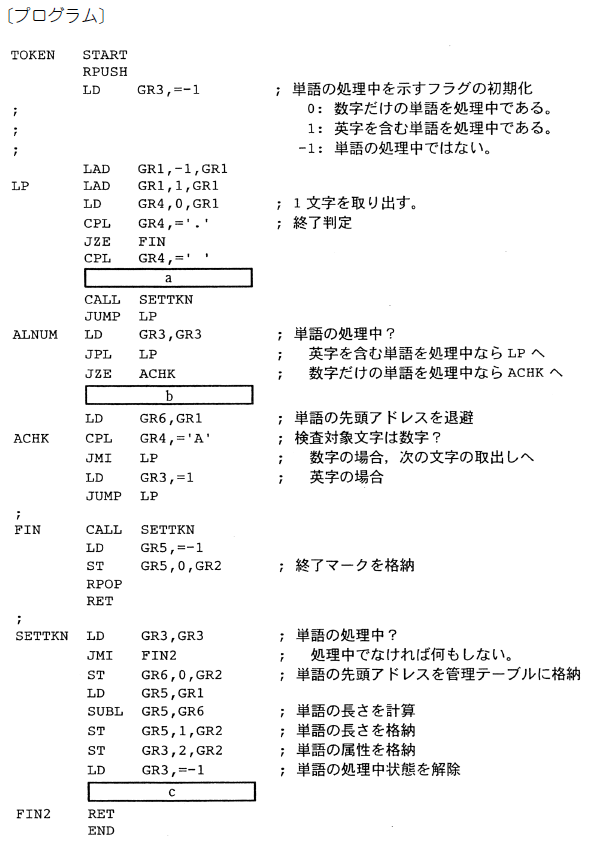 〔プログラム〕
TOKEN START
RPUSH
LD GR3,=-1 ; 単語の処理中を示すフラグの初期化
; 0: 数字だけの単語を処理中である。
; 1: 英字を含む単語を処理中である。
; -1: 単語の処理中ではない。
LAD GR1,-1,GR1
LP LAD GR1,1,GR1
LD GR4,0,GR1 ; 1文字を取り出す。
CPL GR4,='.' ; 終了判定
JZE FIN
CPL GR4,=' '
a
CALL SETTKN
JUMP LP
ALNUM LD GR3,GR3 ; 単語の処理中？
JPL LP ; 英字を含む単語を処理中なら LP へ
JZE ACHK ; 数字だけの単語を処理中なら ACHK へ
b
LD GR6,GR1 ; 単語の先頭アドレスを退避
ACHK CPL GR4,='A' ; 検査対象文字は数字？
JMI LP ; 数字の場合，次の文字の取出しへ
LD GR3,=1 ; 英字の場合
JUMP LP
;
FIN CALL SETTKN
LD GR5,=-1
ST GR5,0,GR2 ; 終了マークを格納
RPOP
RET
;
SETTKN LD GR3,GR3 ; 単語の処理中？
JMI FIN2 ; 処理中でなければ何もしない。
ST GR6,0,GR2 ; 単語の先頭アドレスを管理テーブルに格納
LD GR5,GR1
SUBL GR5,GR6 ; 単語の長さを計算
ST GR5,1,GR2 ; 単語の長さを格納
ST GR3,2,GR2 ; 単語の属性を格納
LD GR3,=-1 ; 単語の処理中状態を解除
c
FIN2 RET
END